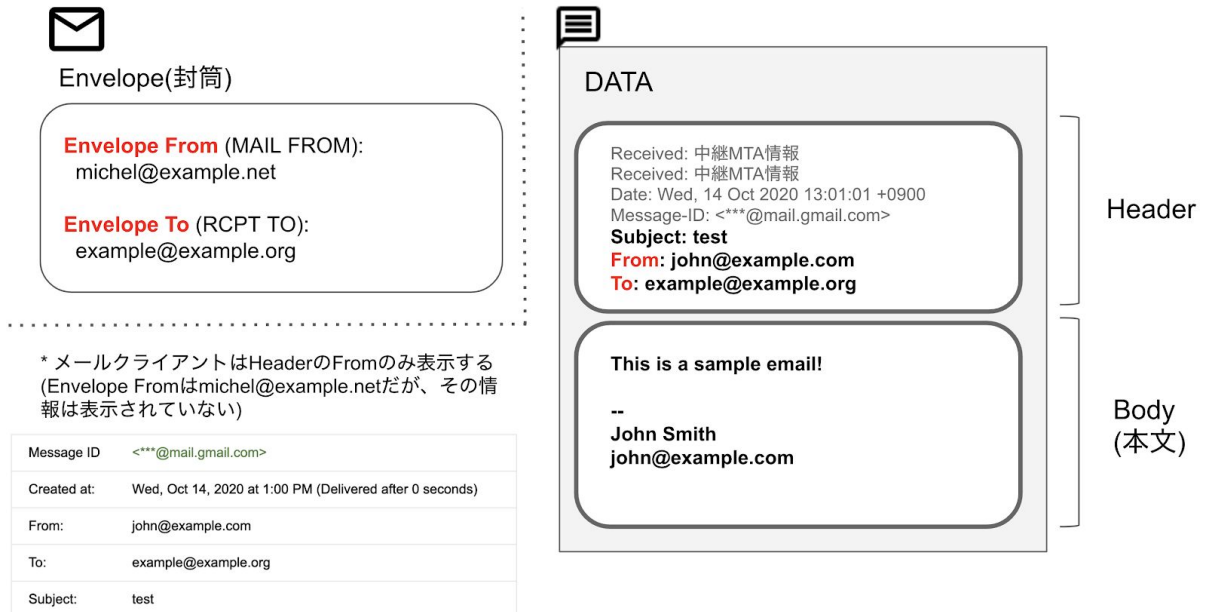 Envelope(封筒)
Envelope From (MAIL FROM):
michel@example.net
Envelope To (RCPT TO):
example@example.org
* メールクライアントはHeaderのFromのみ表示する
(Envelope Fromはmichel@example.netだが、その情
報は表示されていない)
Message ID <***@mail.gmail.com>
Created at: Wed, Oct 14, 2020 at 1:00 PM (Delivered after 0 seconds)
From: john@example.com
To: example@example.org
Subject: test
DATA
Received: 中継MTA情報
Received: 中継MTA情報
Date: Wed, 14 Oct 2020 13:01:01 +0900
Message-ID: <***@mail.gmail.com>
Subject: test
From: john@example.com
To: example@example.org
Header
This is a sample email!
--
John Smith
john@example.com
Body
(本文)